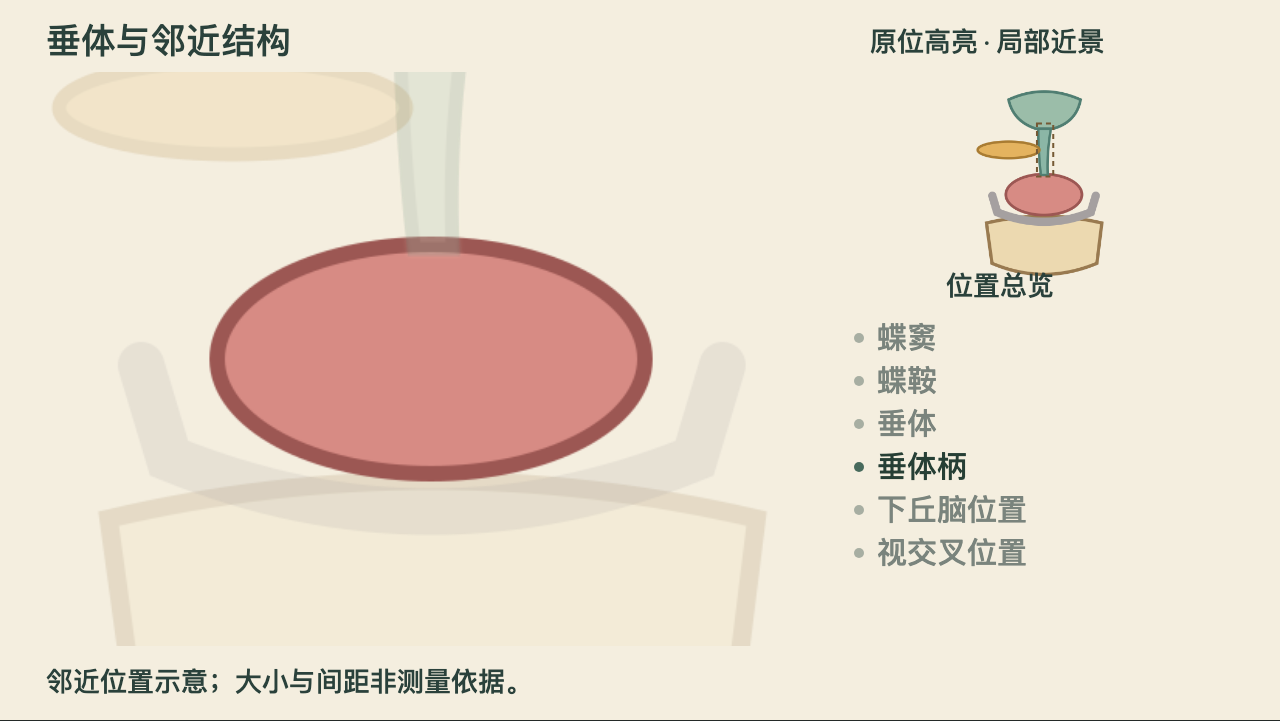 垂体与邻近结构
原位高亮 · 局部近景
位置总览
蝶窦
蝶鞍
垂体
垂体柄
下丘脑位置
视交叉位置
邻近位置示意；大小与间距非测量依据。